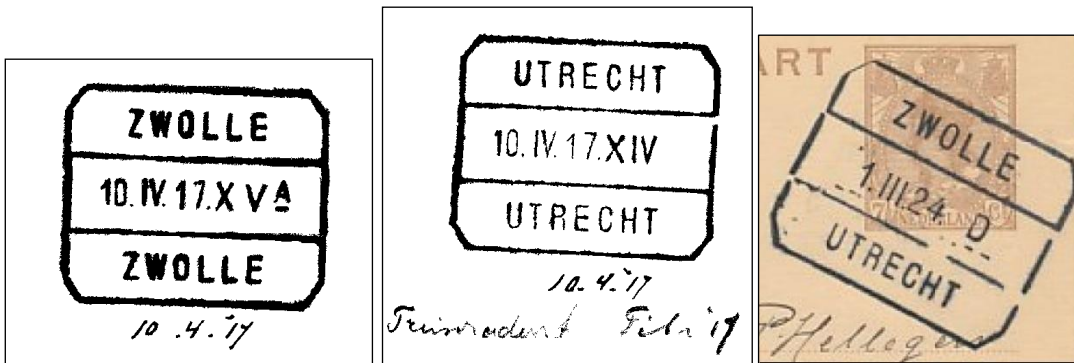 ZWOLLE
10.IV.17.X VA
ZWOLLE
10.4.'17
UTRECHT
10.IV.17.XIV
UTRECHT
10.4.'17
ART
ZWOLLE
1.III.24. D
UTRECHT
NEDERLAND